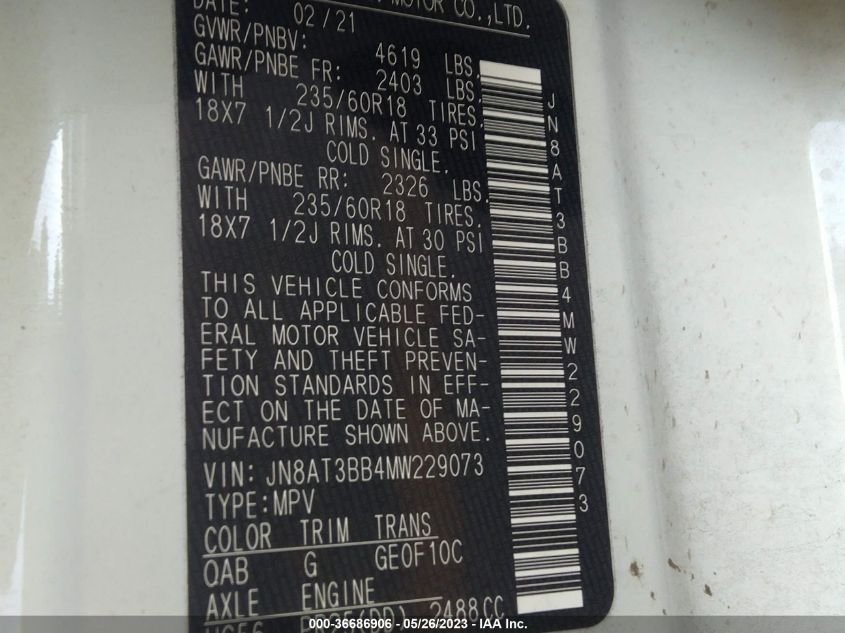 DATE: 02/21
MOTOR CO.,LTD.
GVWR/PNBV: 4619 LBS.
GAWR/PNBE FR: 2403 LBS.
WITH 235/60R18 TIRES.
18X7 1/2J RIMS. AT 33 PSI
COLD SINGLE.
GAWR/PNBE RR: 2326 LBS.
WITH 235/60R18 TIRES.
18X7 1/2J RIMS. AT 30 PSI
COLD SINGLE.
THIS VEHICLE CONFORMS
TO ALL APPLICABLE FED-
ERAL MOTOR VEHICLE SA-
FETY AND THEFT PREVEN-
TION STANDARDS IN EFF-
ECT ON THE DATE OF MA-
NUFACTURE SHOWN ABOVE.
VIN: JN8AT3BB4MW229073
TYPE:MPV
COLOR TRIM TRANS
QAB G GE0F10C
AXLE ENGINE
2488CC
JN8AT3BB4MW229073
000-36686906 - 05/26/2023 - IAA Inc.